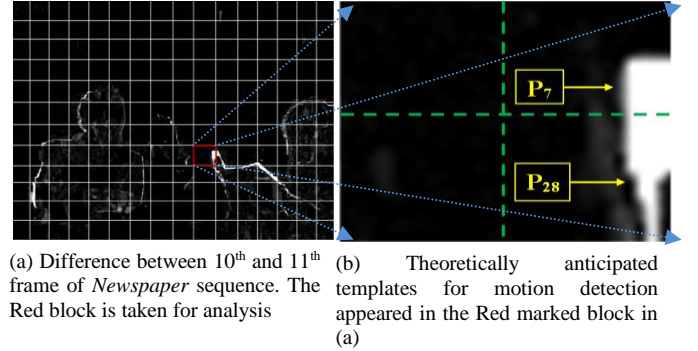 P7
P28
(a) Difference between 10th and 11th
frame of Newspaper sequence. The
Red block is taken for analysis
(b) Theoretically anticipated
templates for motion detection
appeared in the Red marked block in
(a)